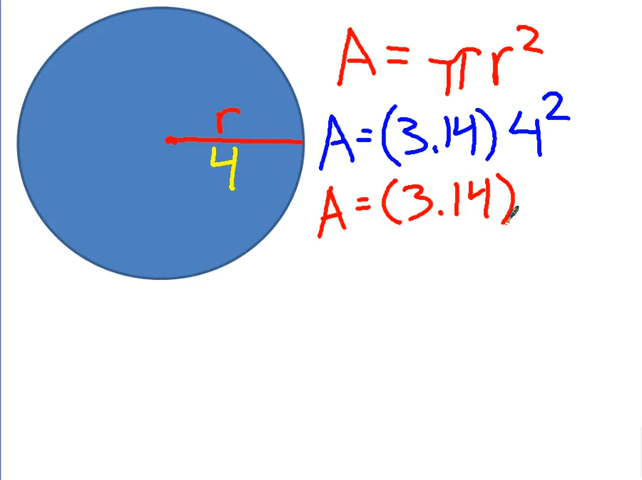 r
4
A = πr²
A = (3.14) 4²
A = (3.14)